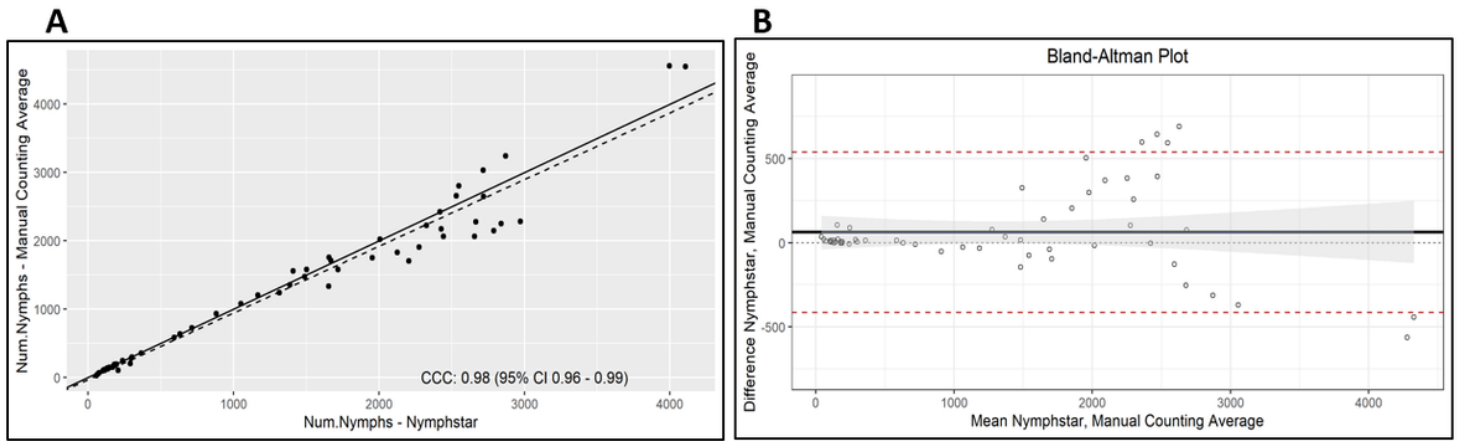 A
Num.Nymphs - Manual Counting Average
4000
3000
2000
1000
0
CCC: 0.98 (95% CI 0.96 - 0.99)
0 1000 2000 3000 4000
Num.Nymphs - Nymphstar
B
Bland-Altman Plot
Difference Nymphstar, Manual Counting Average
500
0
-500
0 1000 2000 3000 4000
Mean Nymphstar, Manual Counting Average